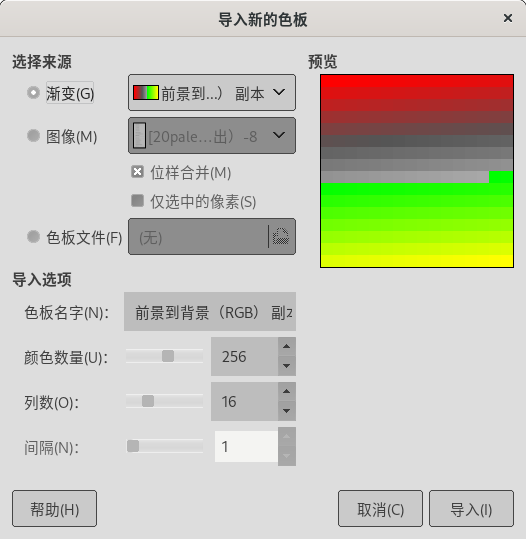 导入新的色板
选择来源
预览
渐变(G)
前景到...） 副本
图像(M)
[20pale...出）-8
位样合并(M)
仅选中的像素(S)
色板文件(F)
(无)
导入选项
色板名字(N):
前景到背景（RGB） 副本
颜色数量(U):
256
列数(O):
16
间隔(N):
1
帮助(H)
取消(C)
导入(I)